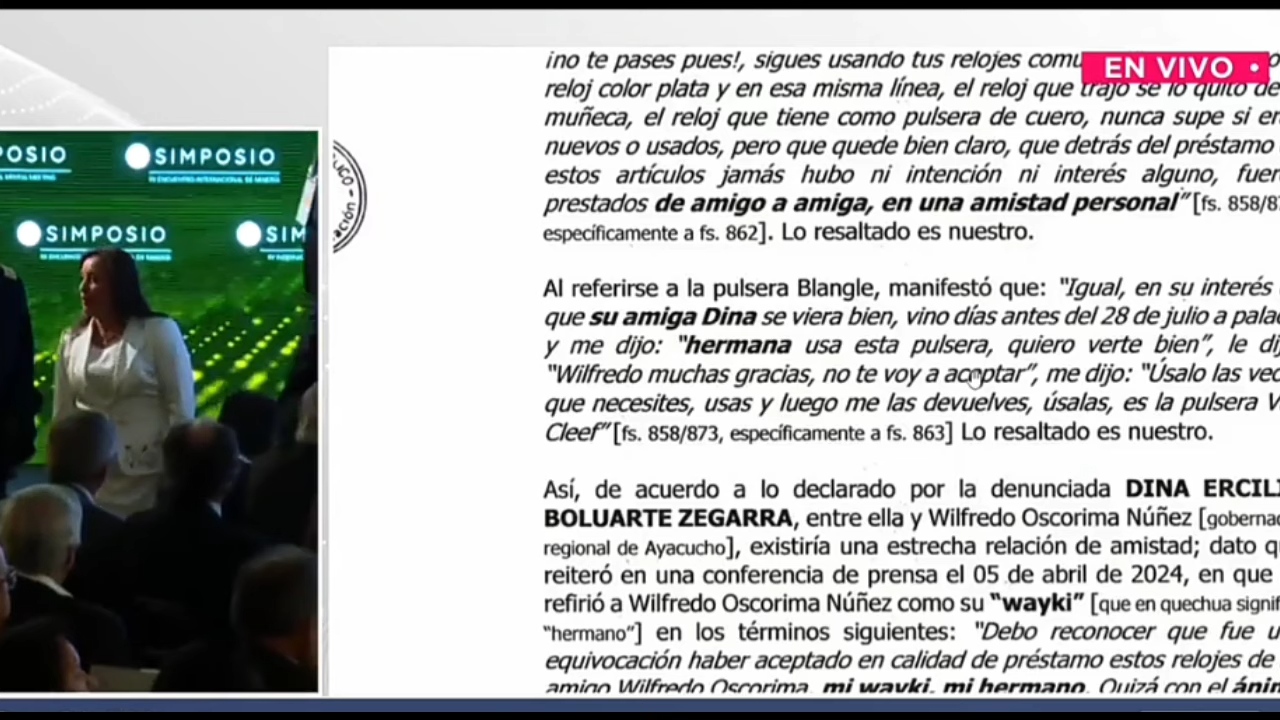 EN VIVO
¡no te pases pues!, sigues usando tus relojes
reloj color plata y en esa misma línea, el reloj que trajo se lo quitó de
muñeca, el reloj que tiene como pulsera de cuero, nunca supe si
nuevos o usados, pero que quede bien claro, que detrás del préstamo
estos artículos jamás hubo ni intención ni interés alguno,
prestados de amigo a amiga, en una amistad personal" [fs.
específicamente a fs. 862]. Lo resaltado es nuestro.
Al referirse a la pulsera Blangle, manifestó que: "Igual, en su interés
que su amiga Dina se viera bien, vino días antes del 28 de julio a
y me dijo: "hermana usa esta pulsera, quiero verte bien", le
"Wilfredo muchas gracias, no te voy a aceptar", me dijo: "Úsalo las
que necesites, usas y luego me las devuelves, úsalas, es la pulsera
Cleef" [fs. 858/873, específicamente a fs. 863] Lo resaltado es nuestro.
Así, de acuerdo a lo declarado por la denunciada DINA
BOLUARTE ZEGARRA, entre ella y Wilfredo Oscorima Núñez
regional de Ayacucho], existiría una estrecha relación de amistad; dato
reiteró en una conferencia de prensa el 05 de abril de 2024, en que
refirió a Wilfredo Oscorima Núñez como su "wayki" [que en quechua
"hermano"] en los términos siguientes: "Debo reconocer que fue
equivocación haber aceptado en calidad de préstamo estos relojes de
amigo Wilfredo Oscorima, mi wayki, mi hermano. Quizá con el
SIMPOSIO
SIMPOSIO
SIMPOSIO